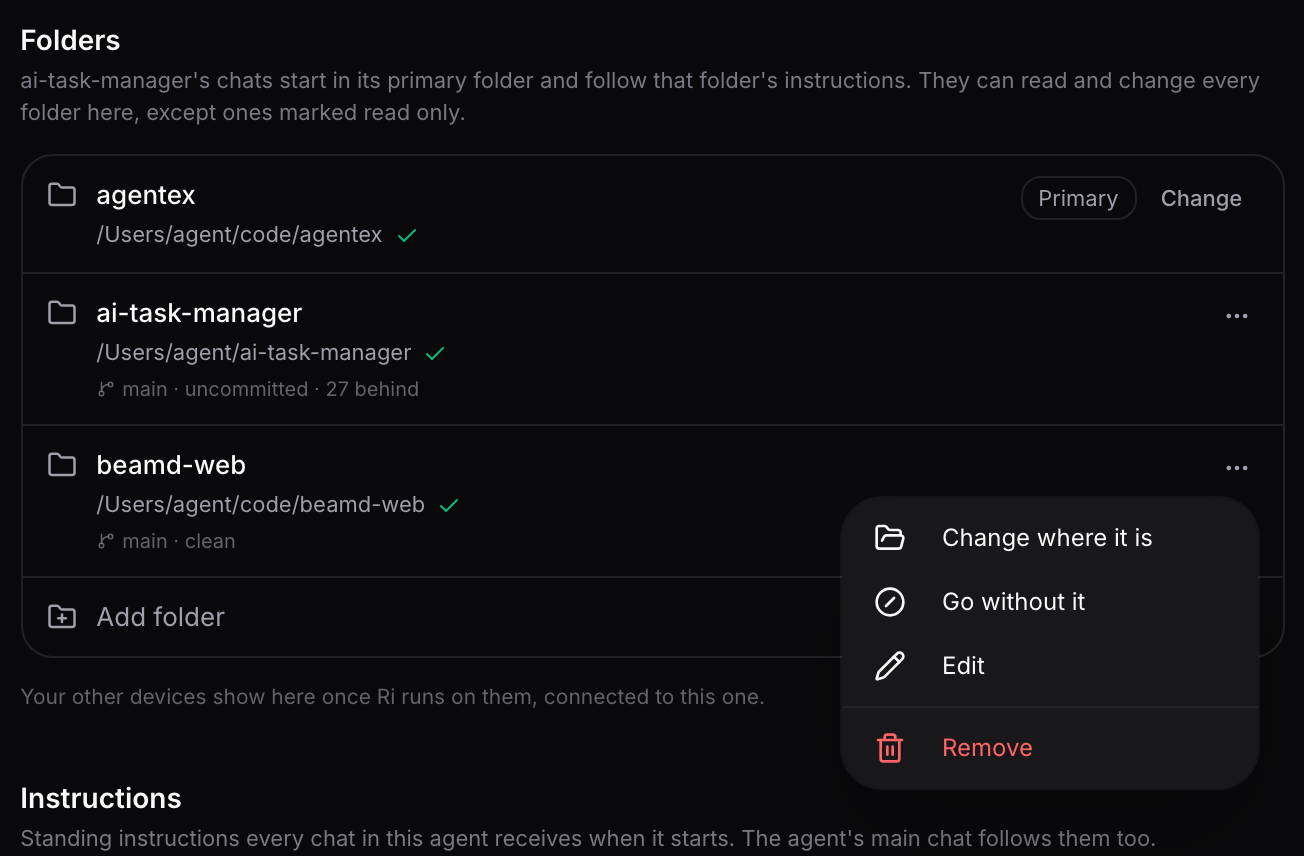 Folders
ai-task-manager's chats start in its primary folder and follow that folder's instructions. They can read and change every
folder here, except ones marked read only.
agentex
Primary
Change
/Users/agent/code/agentex
ai-task-manager
/Users/agent/ai-task-manager
main · uncommitted · 27 behind
beamd-web
/Users/agent/code/beamd-web
main · clean
Change where it is
Go without it
Edit
Remove
Add folder
Your other devices show here once Ri runs on them, connected to this one.
Instructions
Standing instructions every chat in this agent receives when it starts. The agent's main chat follows them too.